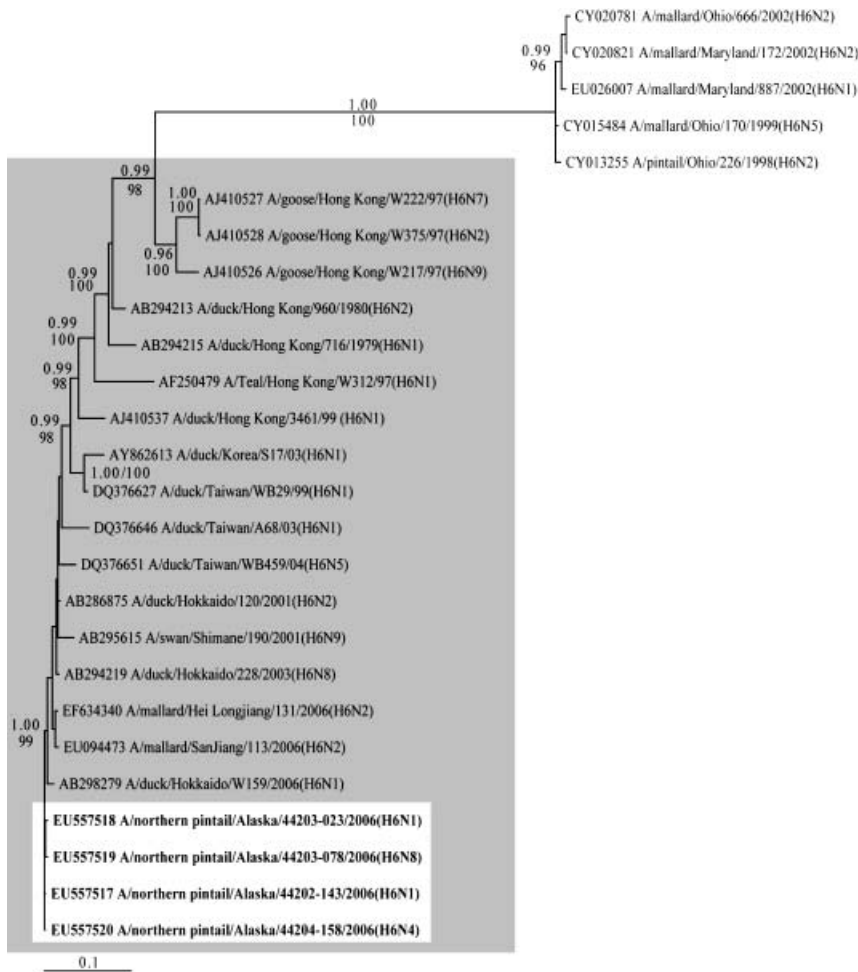 CY020781 A/mallard/Ohio/666/2002(H6N2)
0.99
96
CY020821 A/mallard/Maryland/172/2002(H6N2)
EU026007 A/mallard/Maryland/887/2002(H6N1)
1.00
100
CY015484 A/mallard/Ohio/170/1999(H6N5)
CY013255 A/pintail/Ohio/226/1998(H6N2)
0.99
98
1.00
100
AJ410527 A/goose/Hong Kong/W222/97(H6N7)
AJ410528 A/goose/Hong Kong/W375/97(H6N2)
0.96
100
AJ410526 A/goose/Hong Kong/W217/97(H6N9)
0.99
100
AB294213 A/duck/Hong Kong/960/1980(H6N2)
0.99
100
AB294215 A/duck/Hong Kong/716/1979(H6N1)
0.99
98
AF250479 A/Teal/Hong Kong/W312/97(H6N1)
0.99
98
AJ410537 A/duck/Hong Kong/3461/99 (H6N1)
AY862613 A/duck/Korea/S17/03(H6N1)
1.00/100
DQ376627 A/duck/Taiwan/WB29/99(H6N1)
DQ376646 A/duck/Taiwan/A68/03(H6N1)
DQ376651 A/duck/Taiwan/WB459/04(H6N5)
AB286875 A/duck/Hokkaido/120/2001(H6N2)
AB295615 A/swan/Shimane/190/2001(H6N9)
AB294219 A/duck/Hokkaido/228/2003(H6N8)
EF634340 A/mallard/Hei Longjiang/131/2006(H6N2)
1.00
99
EU094473 A/mallard/SanJiang/113/2006(H6N2)
AB298279 A/duck/Hokkaido/W159/2006(H6N1)
EU557518 A/northern pintail/Alaska/44203-023/2006(H6N1)
EU557519 A/northern pintail/Alaska/44203-078/2006(H6N8)
EU557517 A/northern pintail/Alaska/44202-143/2006(H6N1)
EU557520 A/northern pintail/Alaska/44204-158/2006(H6N4)
0.1